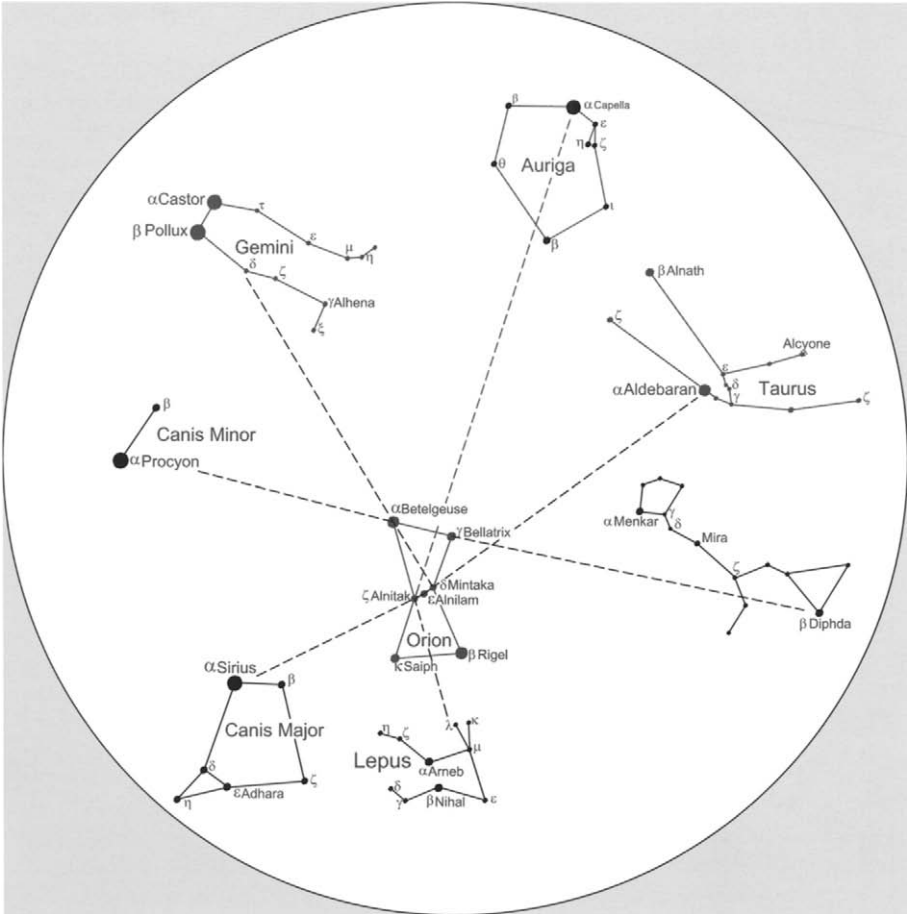 β
αCapella
ε
η ζ
θ Auriga
ι
β
αCastor
τ
β Pollux
Gemini
ε
μ
η
δ ζ
γAlhena
ξ
βAlnath
ζ
Alcyone
ε
αAldebaran
δ
γ
Taurus
ζ
β
Canis Minor
αProcyon
αBetelgeuse
γBellatrix
γ
αMenkar
δ
Mira
ζ
βDiphda
δMintaka
ζAlnitak
εAlnilam
Orion
βRigel
κSaiph
αSirius
β
Canis Major
δ
εAdhara
ζ
η
λ κ
η ζ
μ
Lepus
αArneb
δ
γ
βNihal
ε